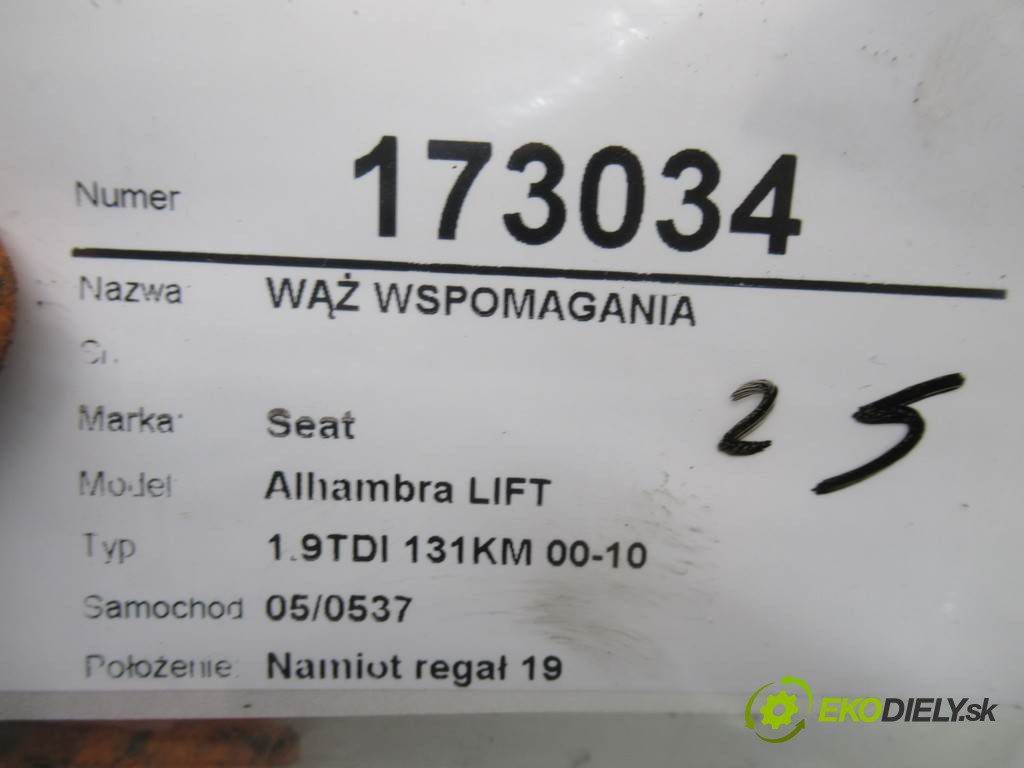 Numer 173034
Nazwa: WĄŻ WSPOMAGANIA
Marka: Seat
Model: Alhambra LIFT
Typ 1.9TDI 131KM 00-10
Samochod 05/0537
Położenie: Namiot regał 19
2 5
EKODIELY.sk